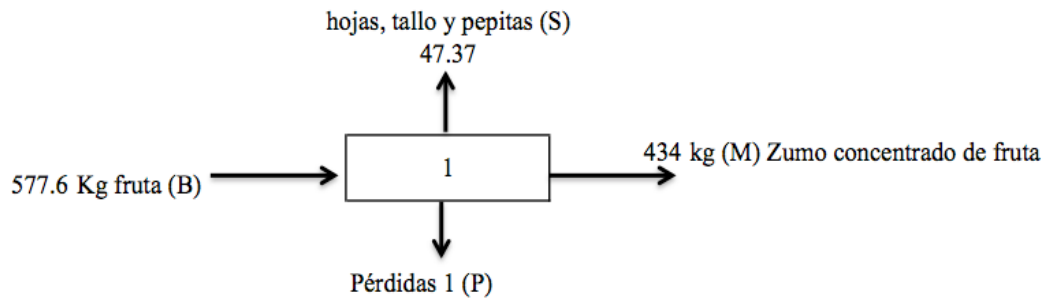 hojas, tallo y pepitas (S)
47.37
577.6 Kg fruta (B)
1
434 kg (M) Zumo concentrado de fruta
Pérdidas 1 (P)